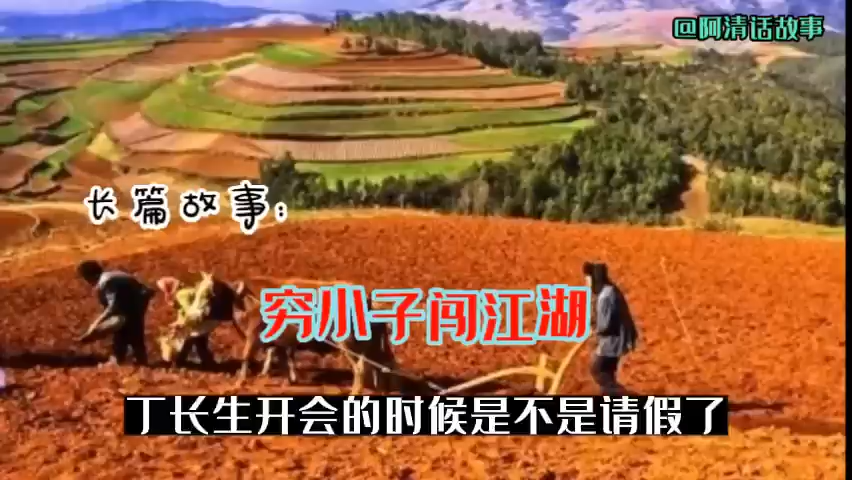 @阿清话故事
长篇故事:
穷小子闯江湖
丁长生开会的时候是不是请假了